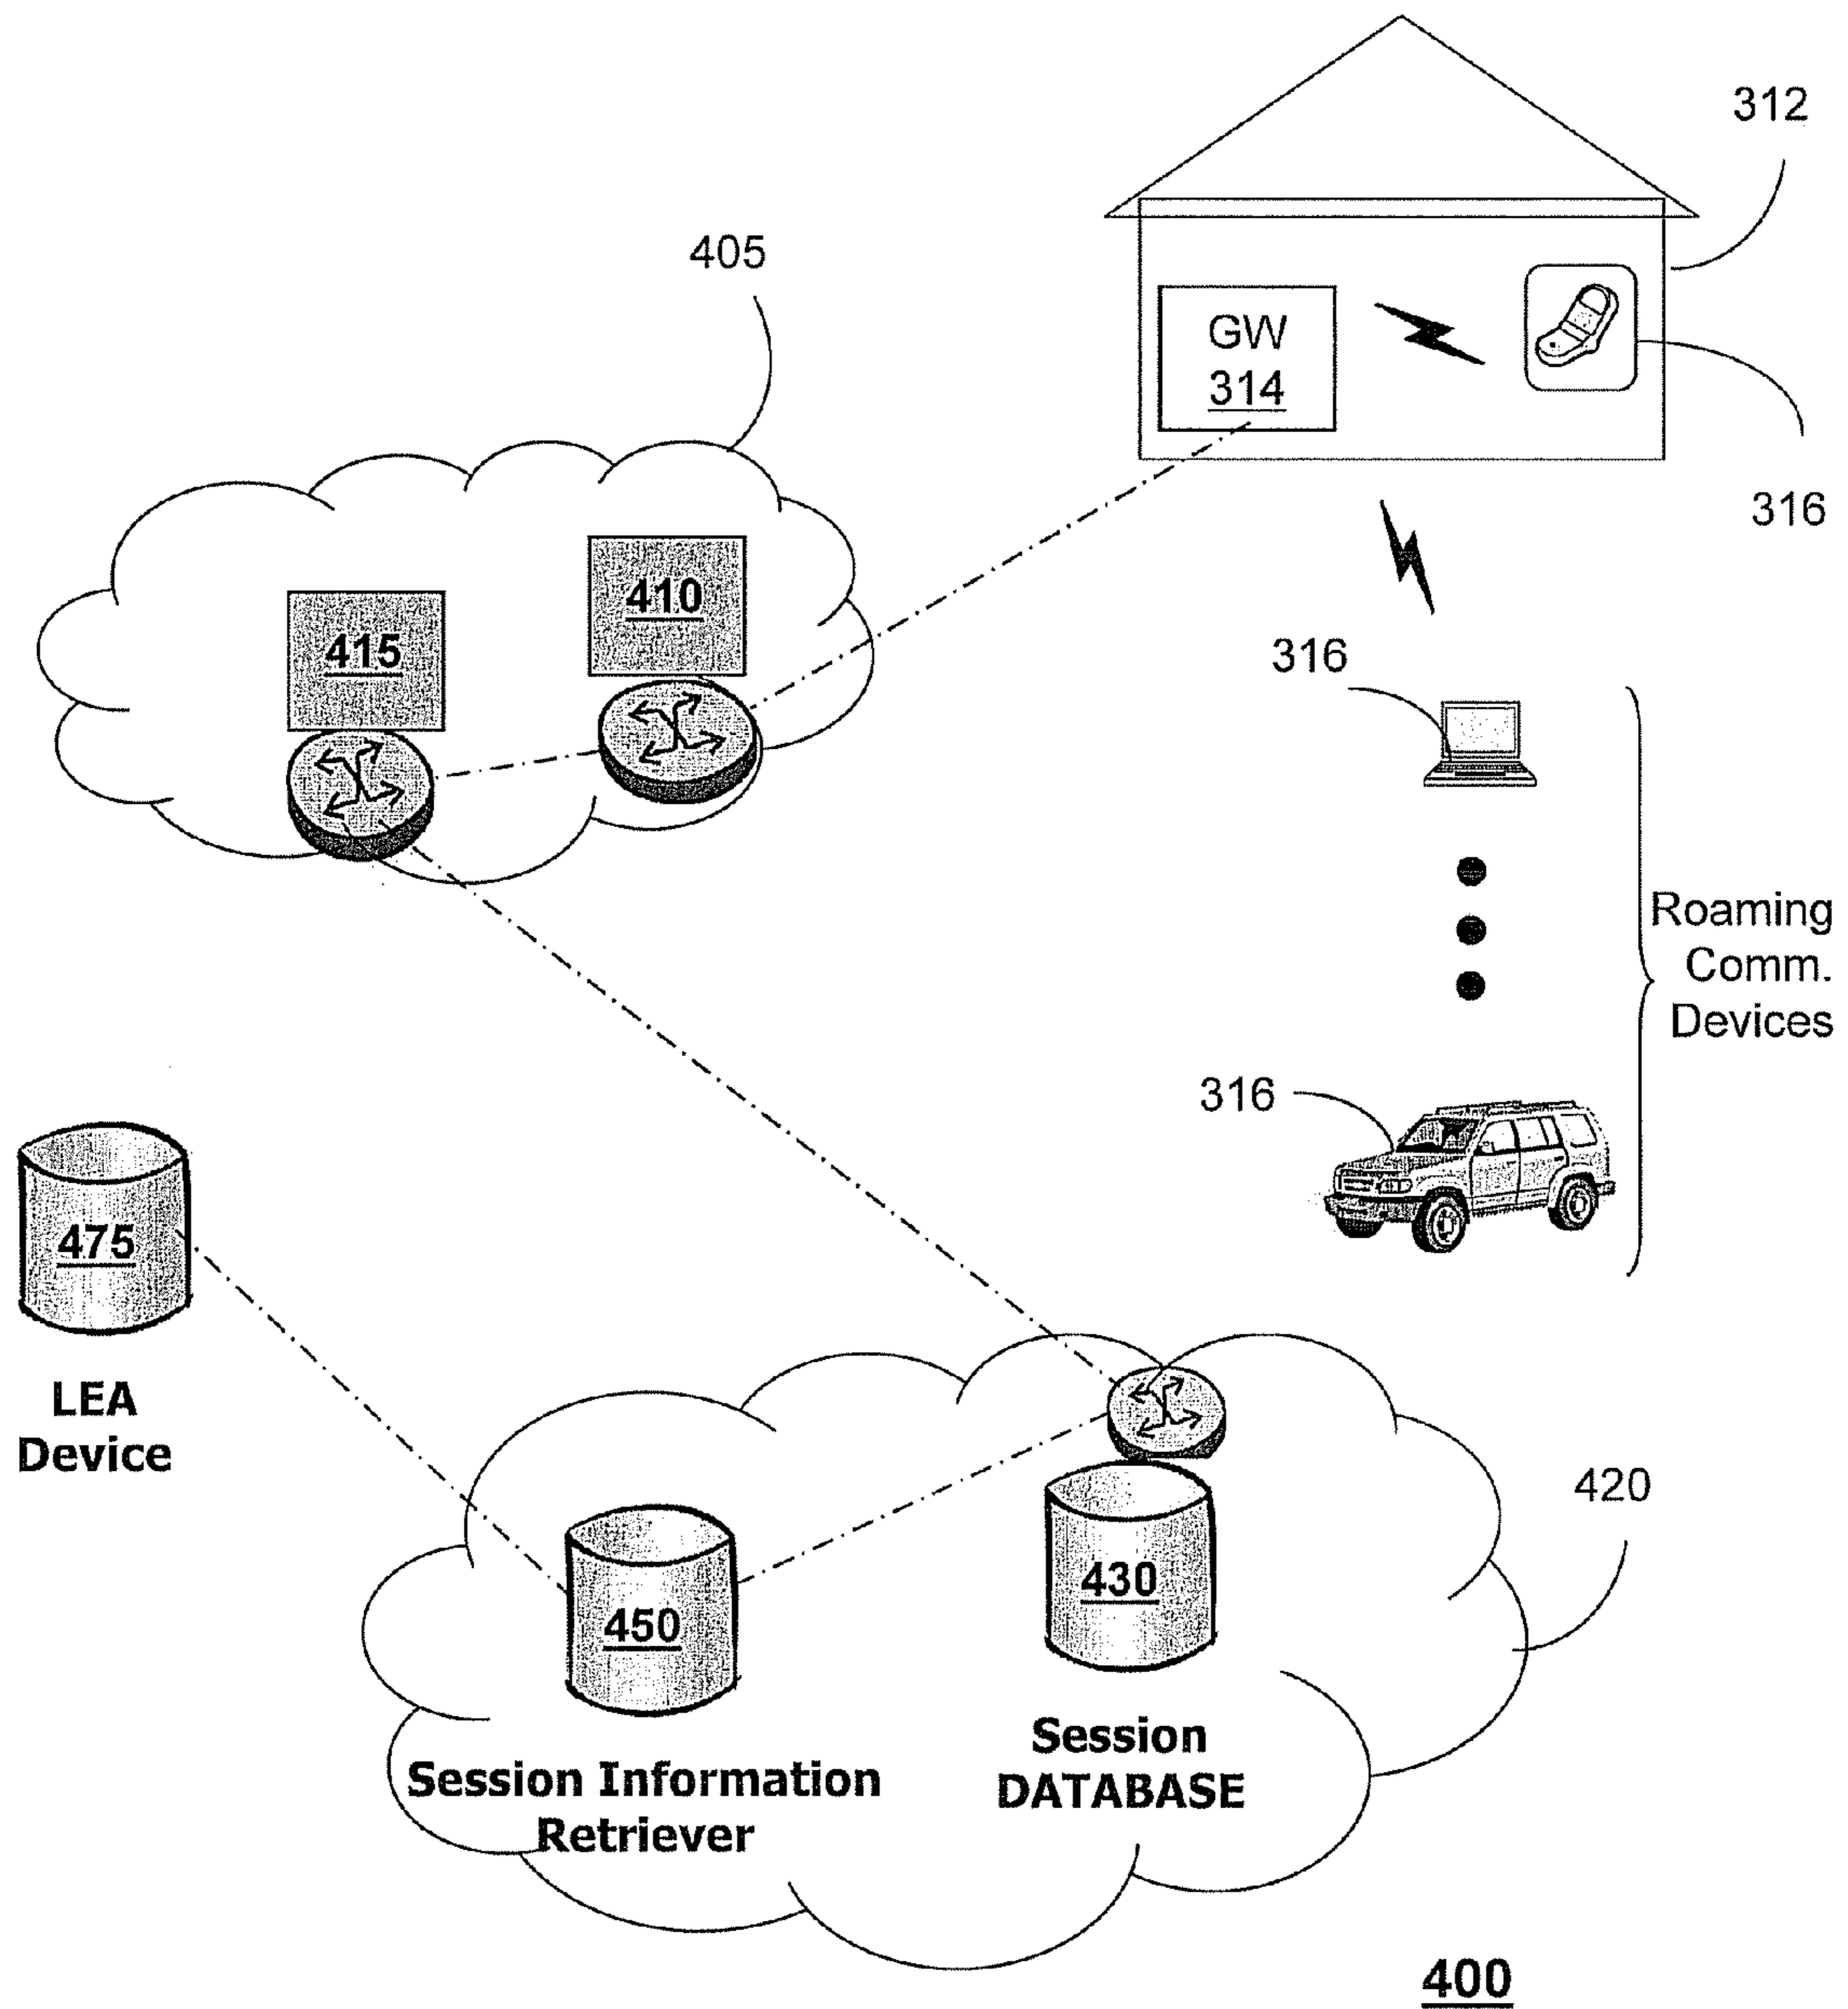 312
405
GW
314
316
410
415
316
Roaming
Comm.
Devices
316
475
LEA
Device
420
430
450
Session
DATABASE
Session Information
Retriever
400